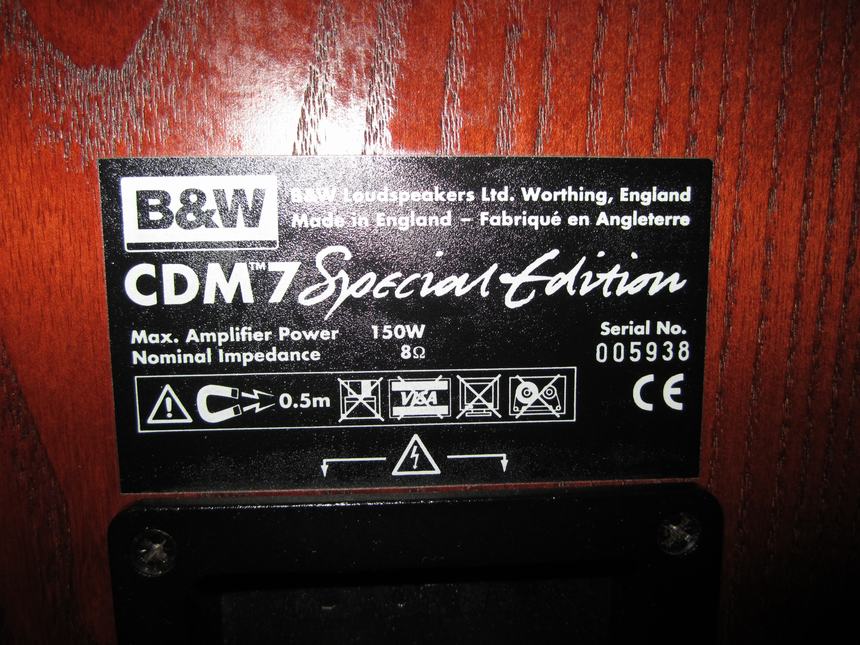 B&W
B&W Loudspeakers Ltd. Worthing, England
Made in England – Fabriqué en Angleterre
CDM™7 Special Edition
Max. Amplifier Power 150W
Nominal Impedance 8Ω
Serial No.
005938
0.5m
VISA
CE